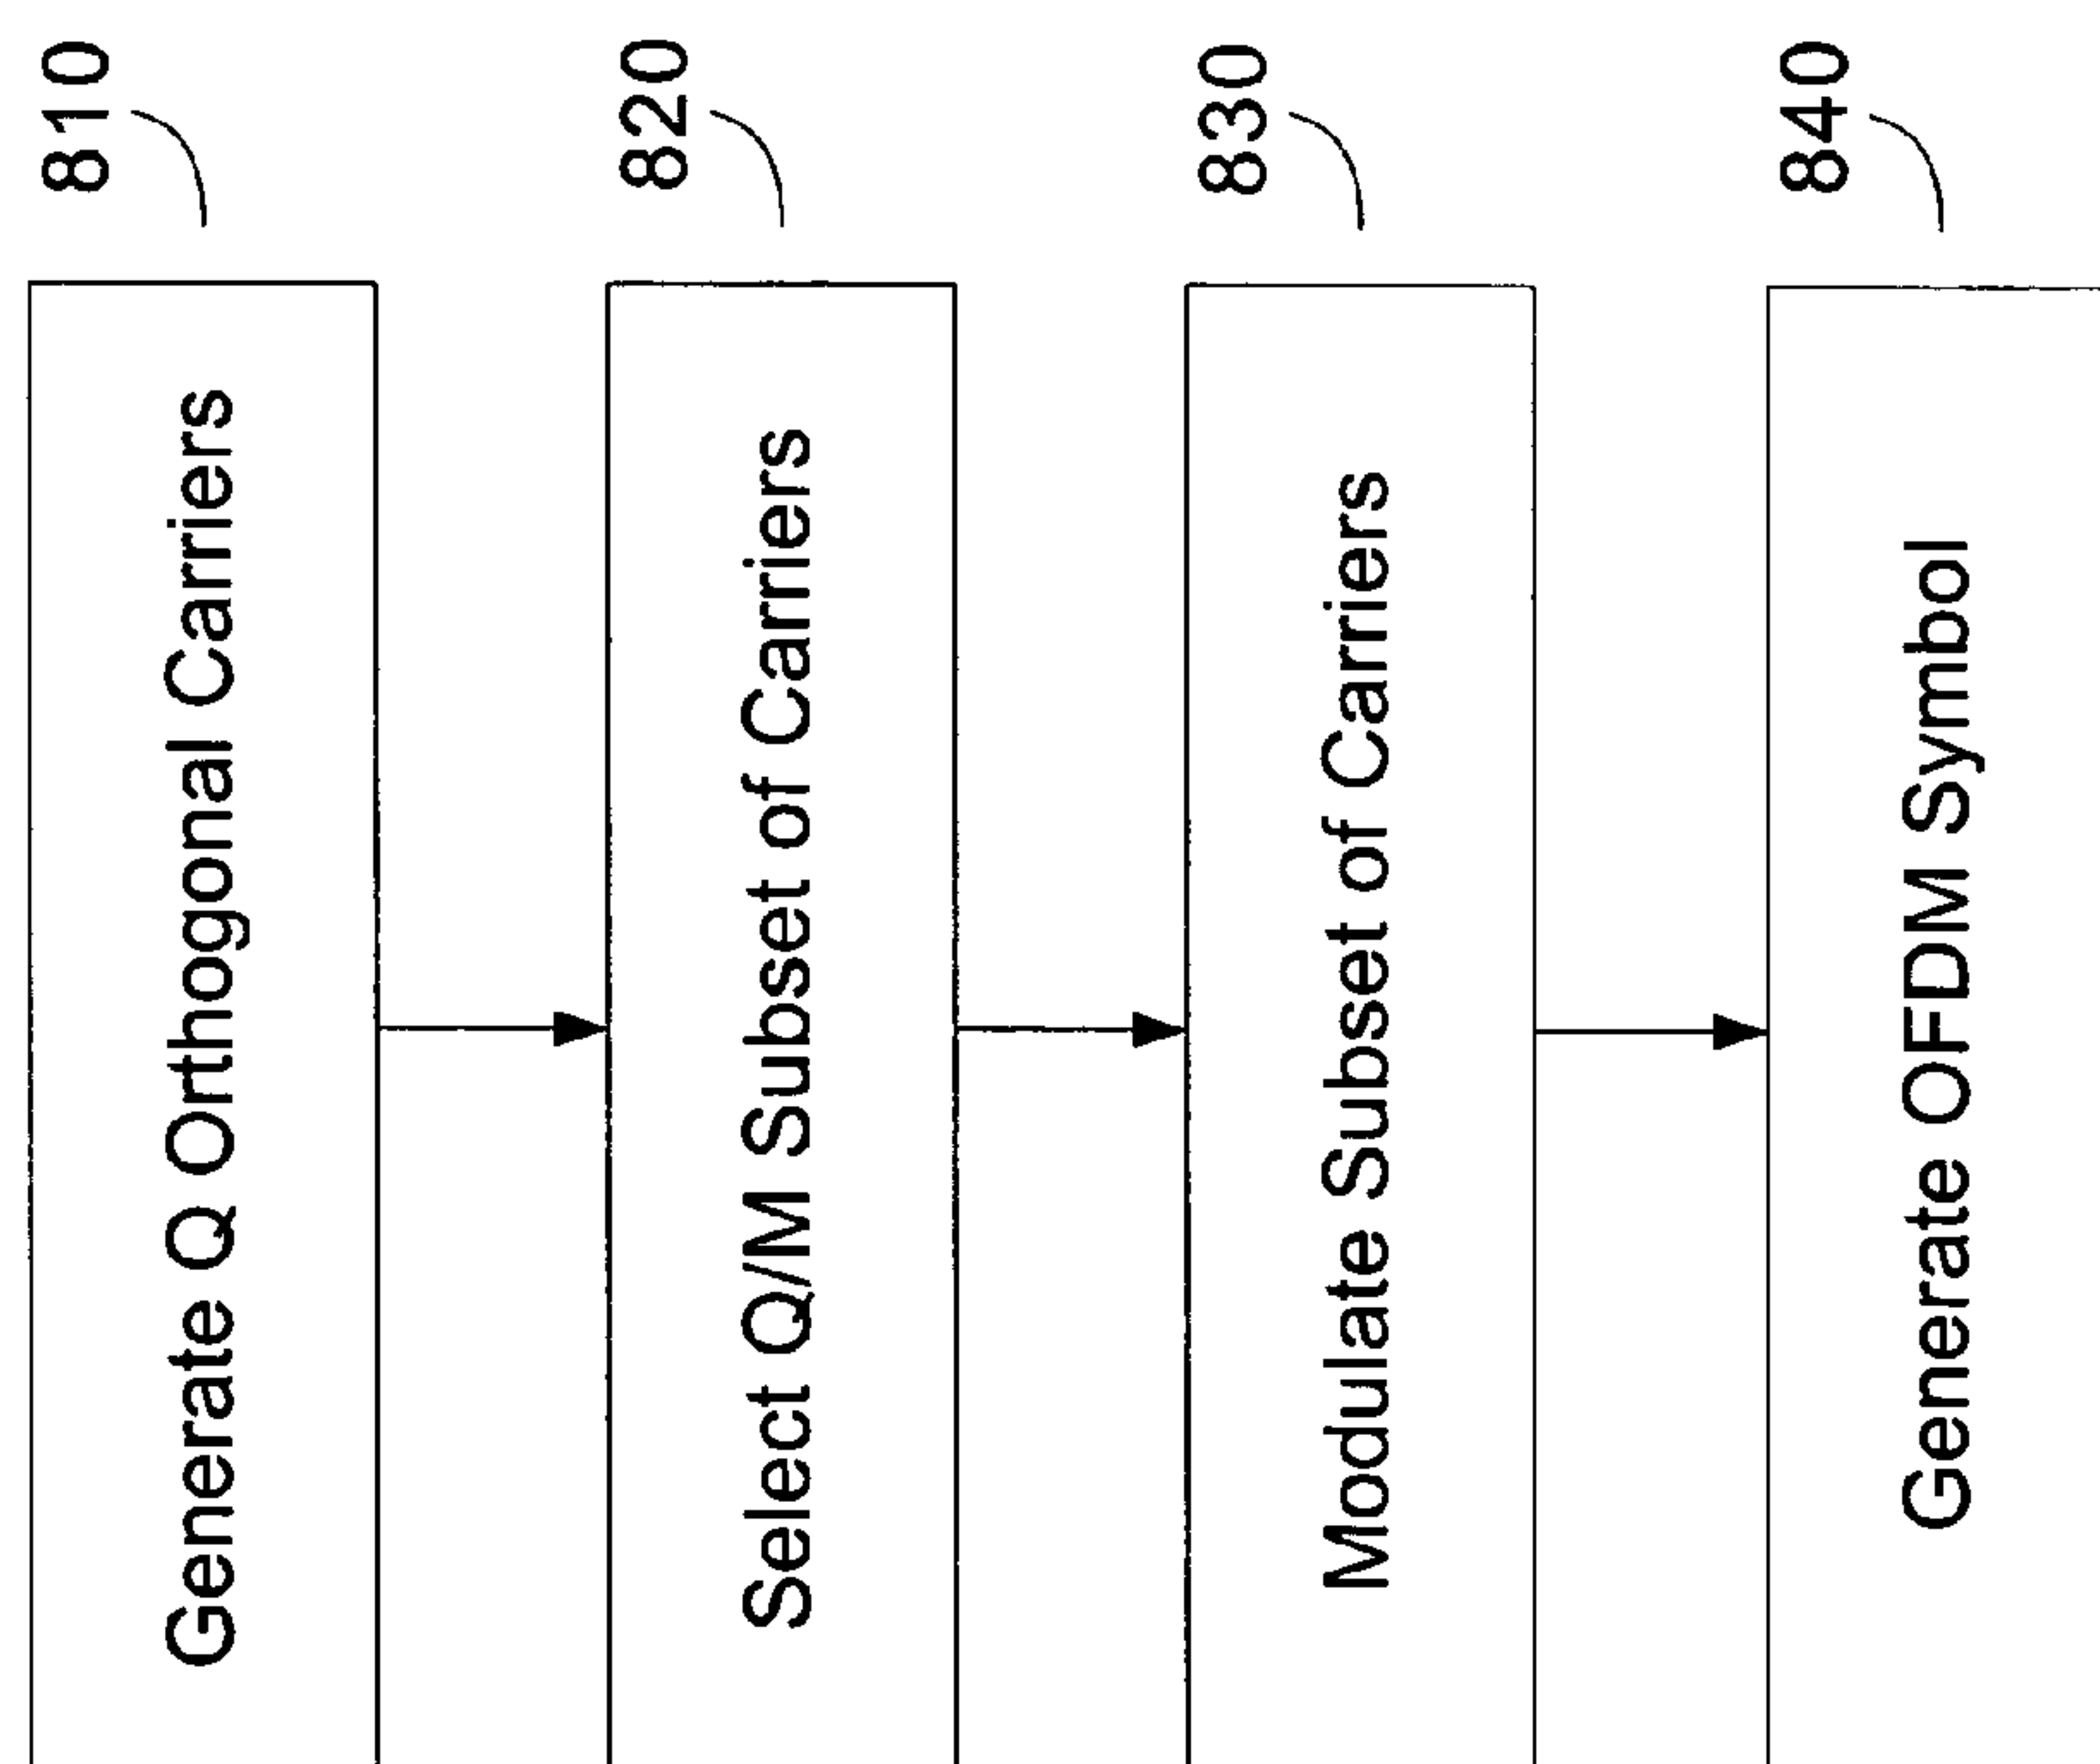 Generate Q Orthogonal Carriers
810
Select Q/M Subset of Carriers
820
Modulate Subset of Carriers
830
Generate OFDM Symbol
840